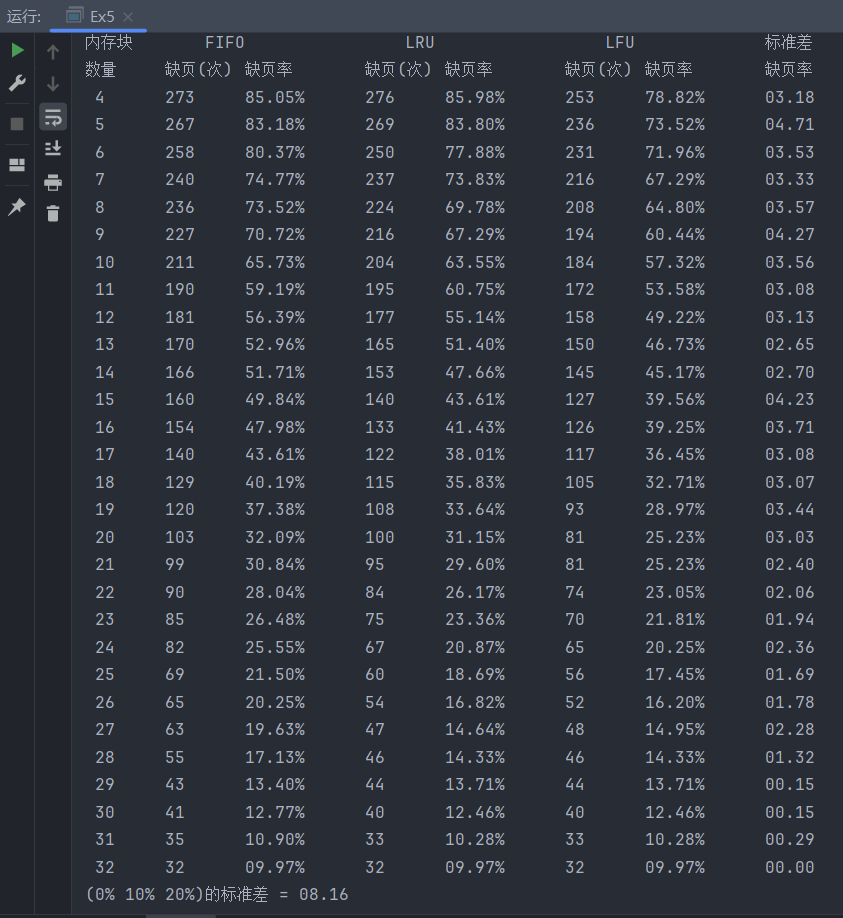 运行: Ex5
内存块 FIFO LRU LFU 标准差
数量 缺页(次) 缺页率 缺页(次) 缺页率 缺页(次) 缺页率 缺页率
4 273 85.05% 276 85.98% 253 78.82% 03.18
5 267 83.18% 269 83.80% 236 73.52% 04.71
6 258 80.37% 250 77.88% 231 71.96% 03.53
7 240 74.77% 237 73.83% 216 67.29% 03.33
8 236 73.52% 224 69.78% 208 64.80% 03.57
9 227 70.72% 216 67.29% 194 60.44% 04.27
10 211 65.73% 204 63.55% 184 57.32% 03.56
11 190 59.19% 195 60.75% 172 53.58% 03.08
12 181 56.39% 177 55.14% 158 49.22% 03.13
13 170 52.96% 165 51.40% 150 46.73% 02.65
14 166 51.71% 153 47.66% 145 45.17% 02.70
15 160 49.84% 140 43.61% 127 39.56% 04.23
16 154 47.98% 133 41.43% 126 39.25% 03.71
17 140 43.61% 122 38.01% 117 36.45% 03.08
18 129 40.19% 115 35.83% 105 32.71% 03.07
19 120 37.38% 108 33.64% 93 28.97% 03.44
20 103 32.09% 100 31.15% 81 25.23% 03.03
21 99 30.84% 95 29.60% 81 25.23% 02.40
22 90 28.04% 84 26.17% 74 23.05% 02.06
23 85 26.48% 75 23.36% 70 21.81% 01.94
24 82 25.55% 67 20.87% 65 20.25% 02.36
25 69 21.50% 60 18.69% 56 17.45% 01.69
26 65 20.25% 54 16.82% 52 16.20% 01.78
27 63 19.63% 47 14.64% 48 14.95% 02.28
28 55 17.13% 46 14.33% 46 14.33% 01.32
29 43 13.40% 44 13.71% 44 13.71% 00.15
30 41 12.77% 40 12.46% 40 12.46% 00.15
31 35 10.90% 33 10.28% 33 10.28% 00.29
32 32 09.97% 32 09.97% 32 09.97% 00.00
(0% 10% 20%)的标准差 = 08.16